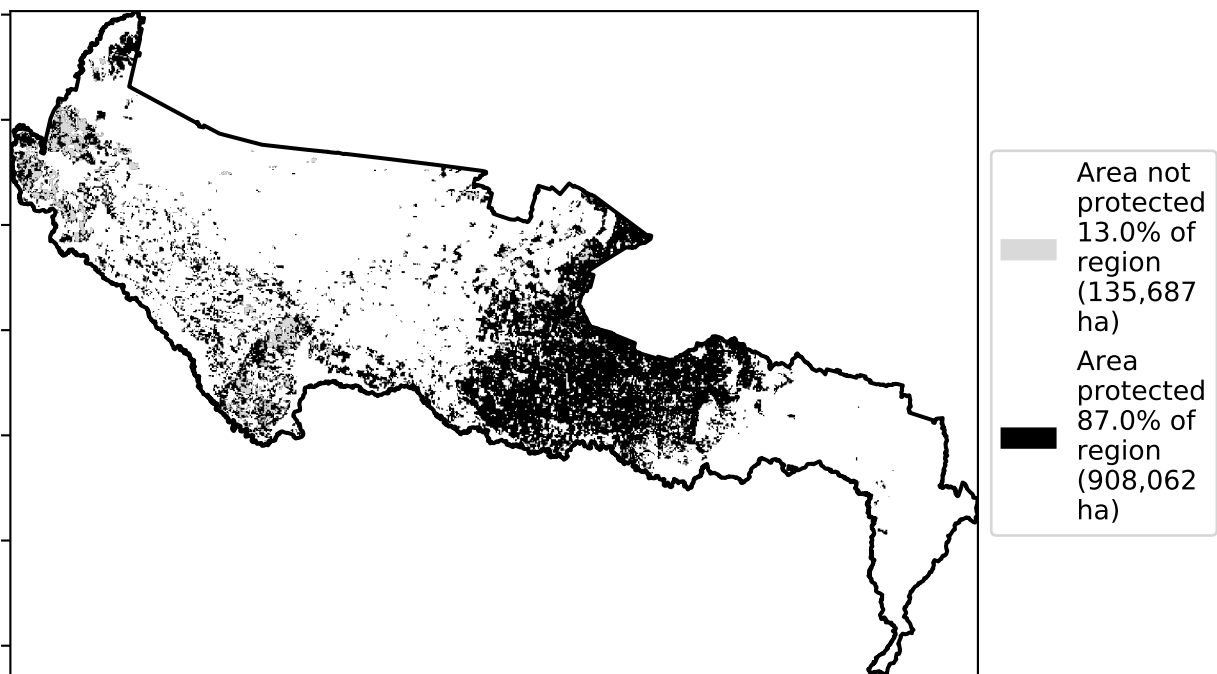 Area not
protected
13.0% of
region
(135,687
ha)
Area
protected
87.0% of
region
(908,062
ha)